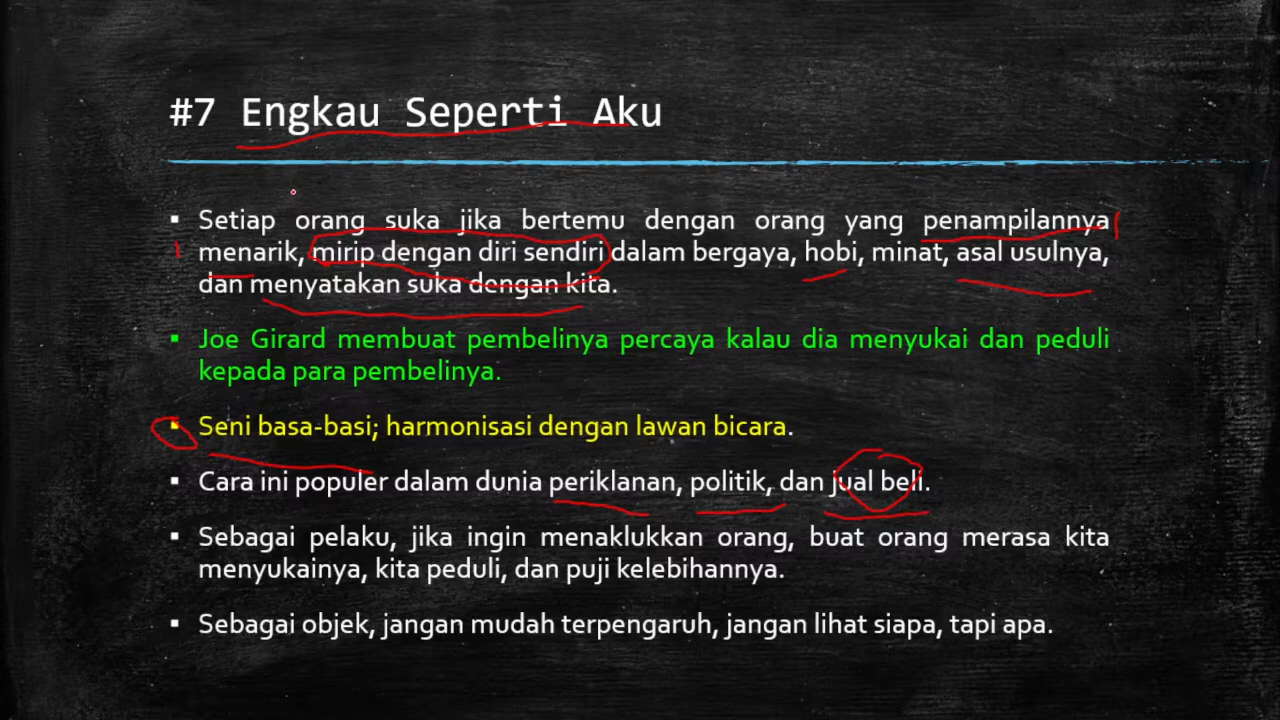 #7 Engkau Seperti Aku
▪ Setiap orang suka jika bertemu dengan orang yang penampilannya
menarik, mirip dengan diri sendiri dalam bergaya, hobi, minat, asal usulnya,
dan menyatakan suka dengan kita.
▪ Joe Girard membuat pembelinya percaya kalau dia menyukai dan peduli
kepada para pembelinya.
▪ Seni basa-basi; harmonisasi dengan lawan bicara.
▪ Cara ini populer dalam dunia periklanan, politik, dan jual beli.
▪ Sebagai pelaku, jika ingin menaklukkan orang, buat orang merasa kita
menyukainya, kita peduli, dan puji kelebihannya.
▪ Sebagai objek, jangan mudah terpengaruh, jangan lihat siapa, tapi apa.